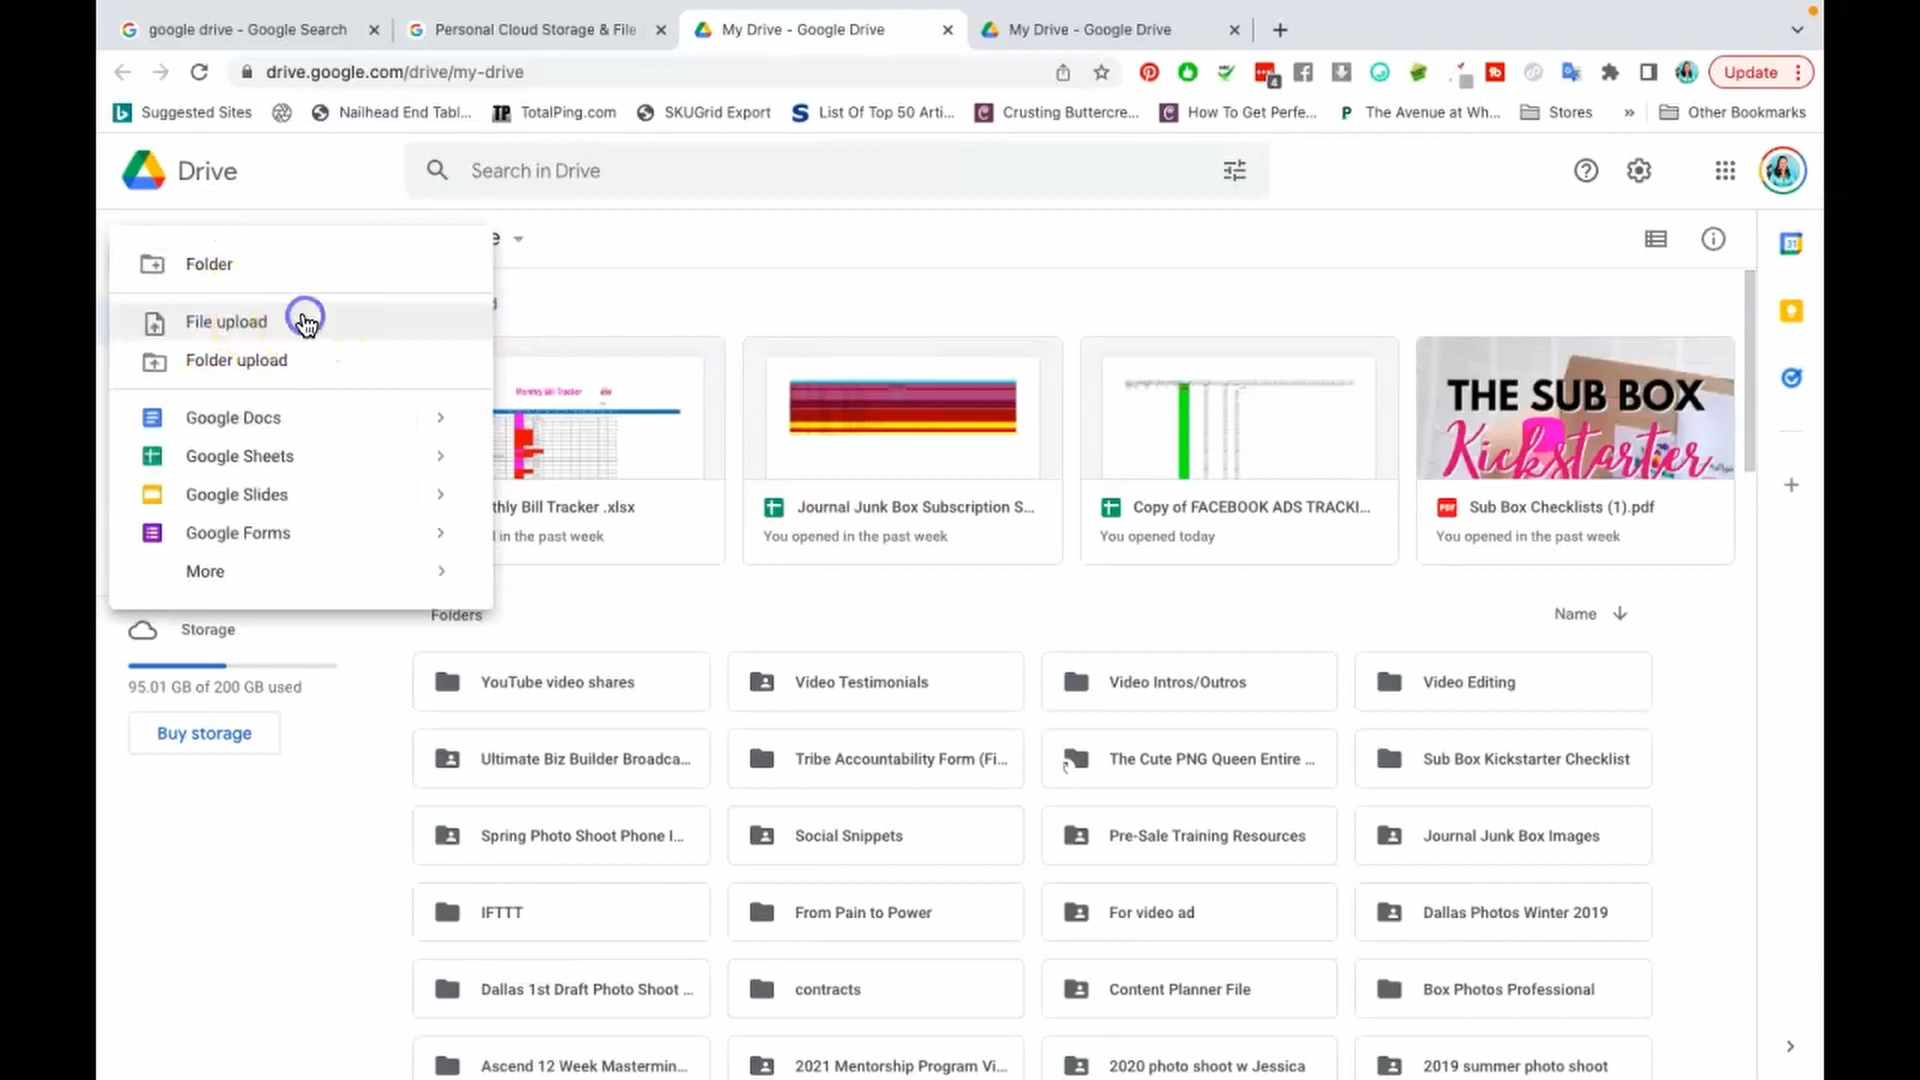 google drive - Google Search
Personal Cloud Storage & File
My Drive - Google Drive
My Drive - Google Drive
drive.google.com/drive/my-drive
4
Update
Suggested Sites
Nailhead End Tabl...
TotalPing.com
SKUGrid Export
List Of Top 50 Arti...
Crusting Buttercre...
How To Get Perfe...
The Avenue at Wh...
Stores
»
Other Bookmarks
Drive
Search in Drive
Folder
File upload
Folder upload
Google Docs
Google Sheets
Google Slides
Google Forms
More
31
Monthly Bill Tracker
THE SUB BOX
Kickstarter
thly Bill Tracker .xlsx
Journal Junk Box Subscription S...
Copy of FACEBOOK ADS TRACKI...
PDF
Sub Box Checklists (1).pdf
in the past week
You opened in the past week
You opened today
You opened in the past week
Storage
95.01 GB of 200 GB used
Buy storage
Folders
Name
YouTube video shares
Video Testimonials
Video Intros/Outros
Video Editing
Ultimate Biz Builder Broadca...
Tribe Accountability Form (Fi...
The Cute PNG Queen Entire ...
Sub Box Kickstarter Checklist
Spring Photo Shoot Phone I...
Social Snippets
Pre-Sale Training Resources
Journal Junk Box Images
IFTTT
From Pain to Power
For video ad
Dallas Photos Winter 2019
Dallas 1st Draft Photo Shoot ...
contracts
Content Planner File
Box Photos Professional
Ascend 12 Week Mastermin...
2021 Mentorship Program Vi...
2020 photo shoot w Jessica
2019 summer photo shoot